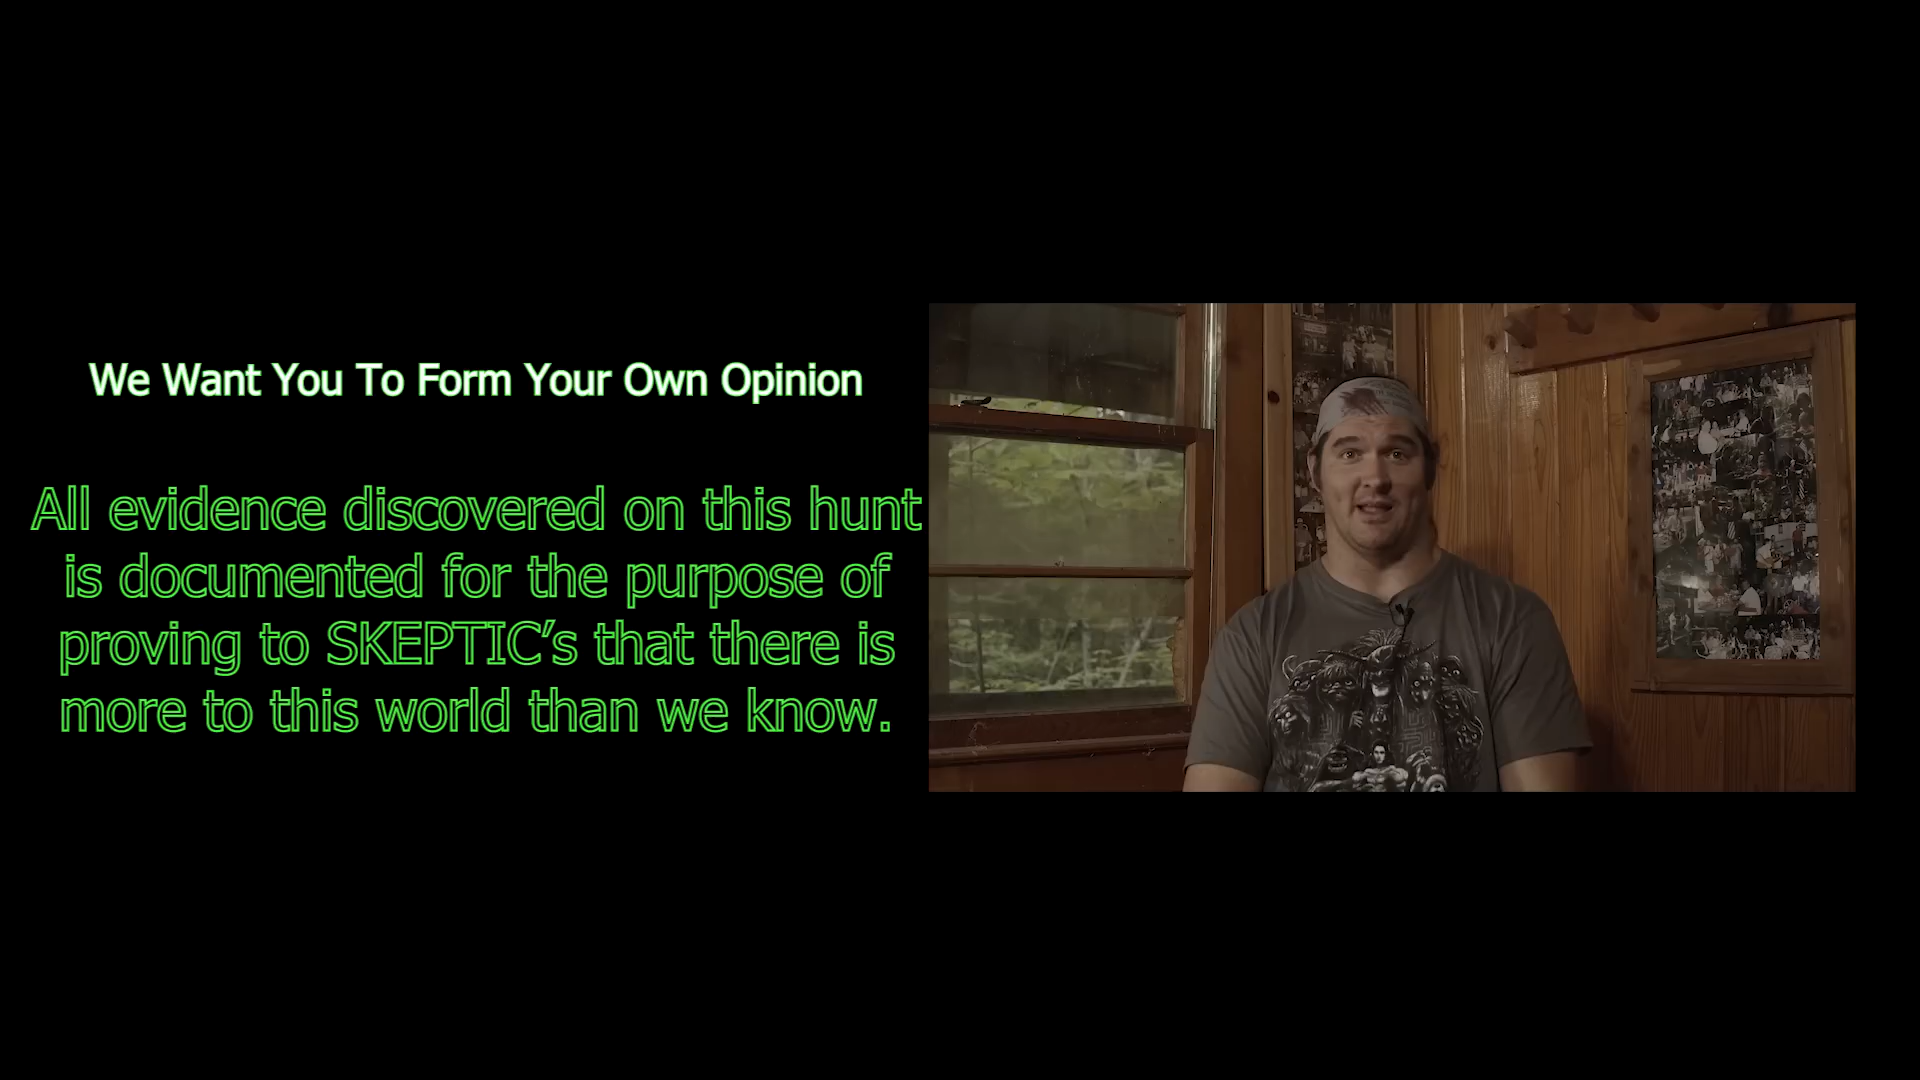 We Want You To Form Your Own Opinion
All evidence discovered on this hunt
is documented for the purpose of
proving to SKEPTIC’s that there is
more to this world than we know.